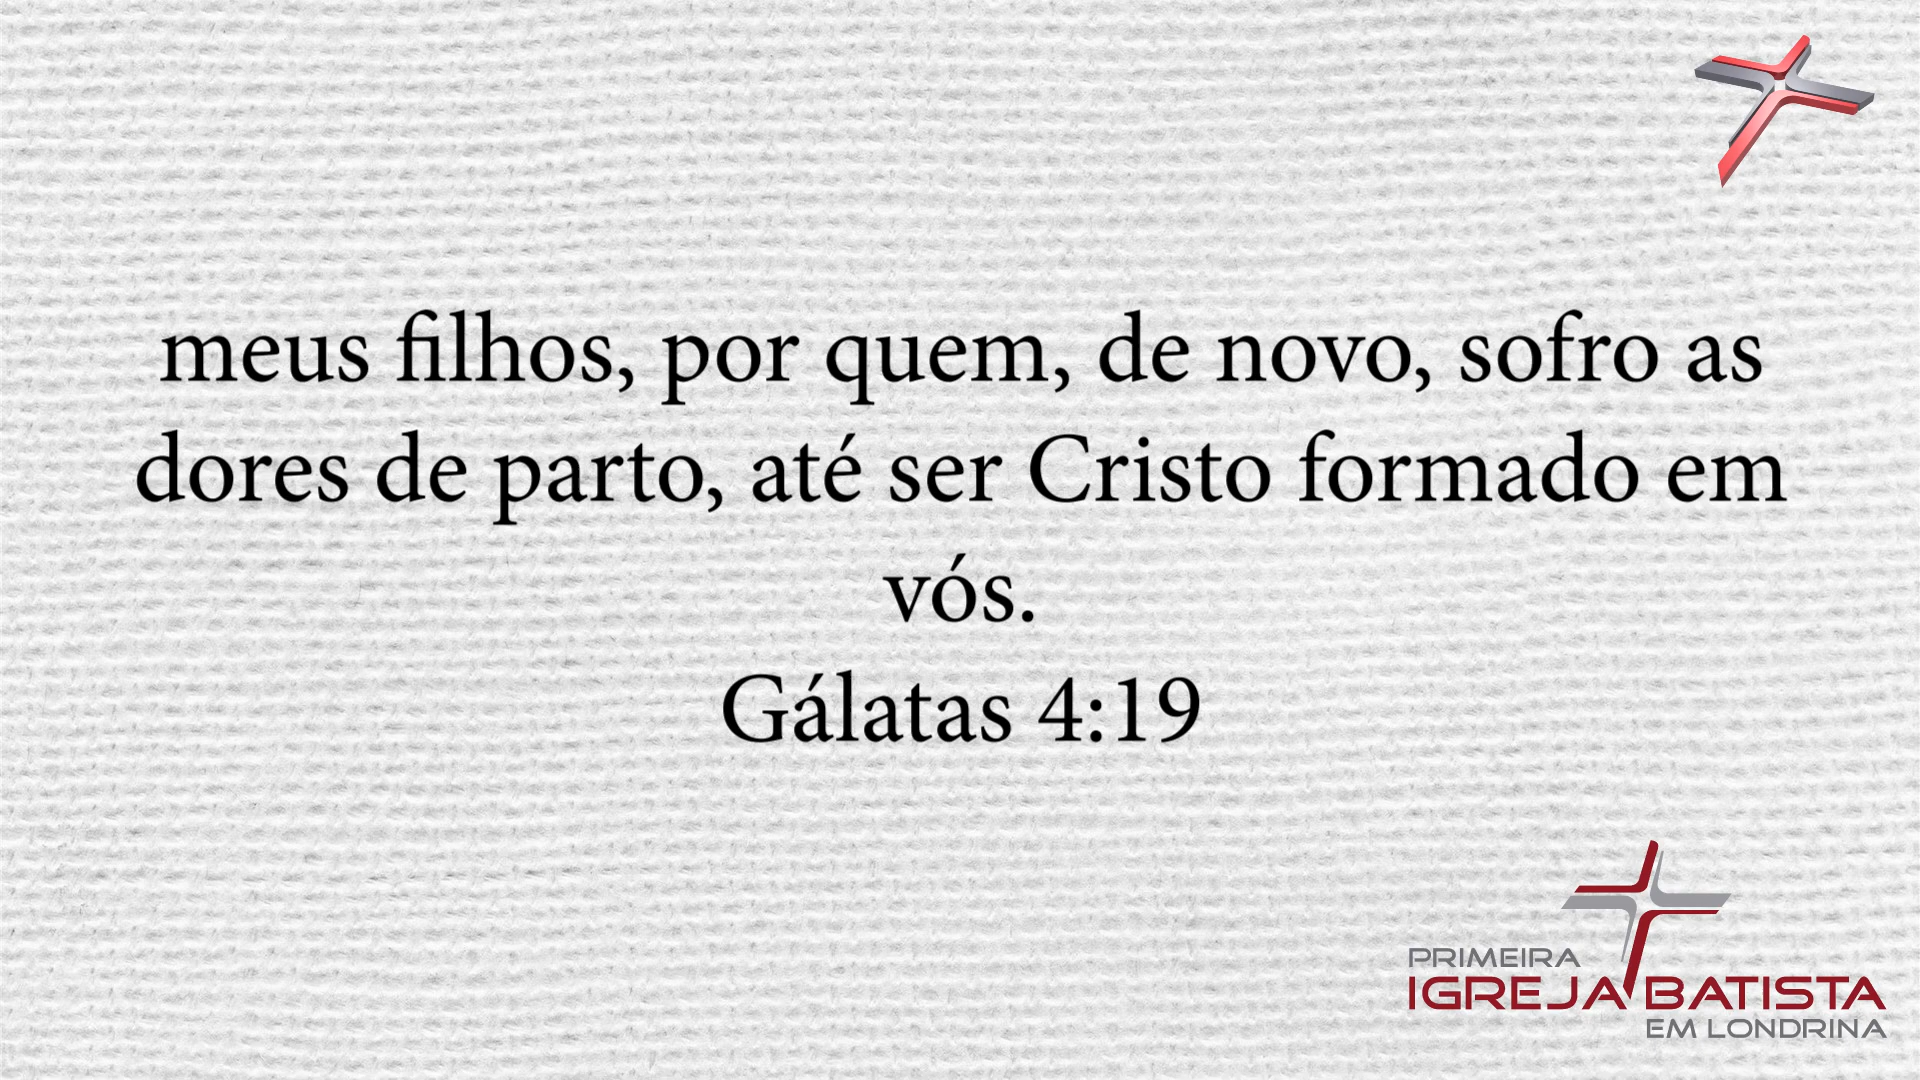 meus filhos, por quem, de novo, sofro as
dores de parto, até ser Cristo formado em
vós.
Gálatas 4:19
PRIMEIRA
IGREJA BATISTA
EM LONDRINA